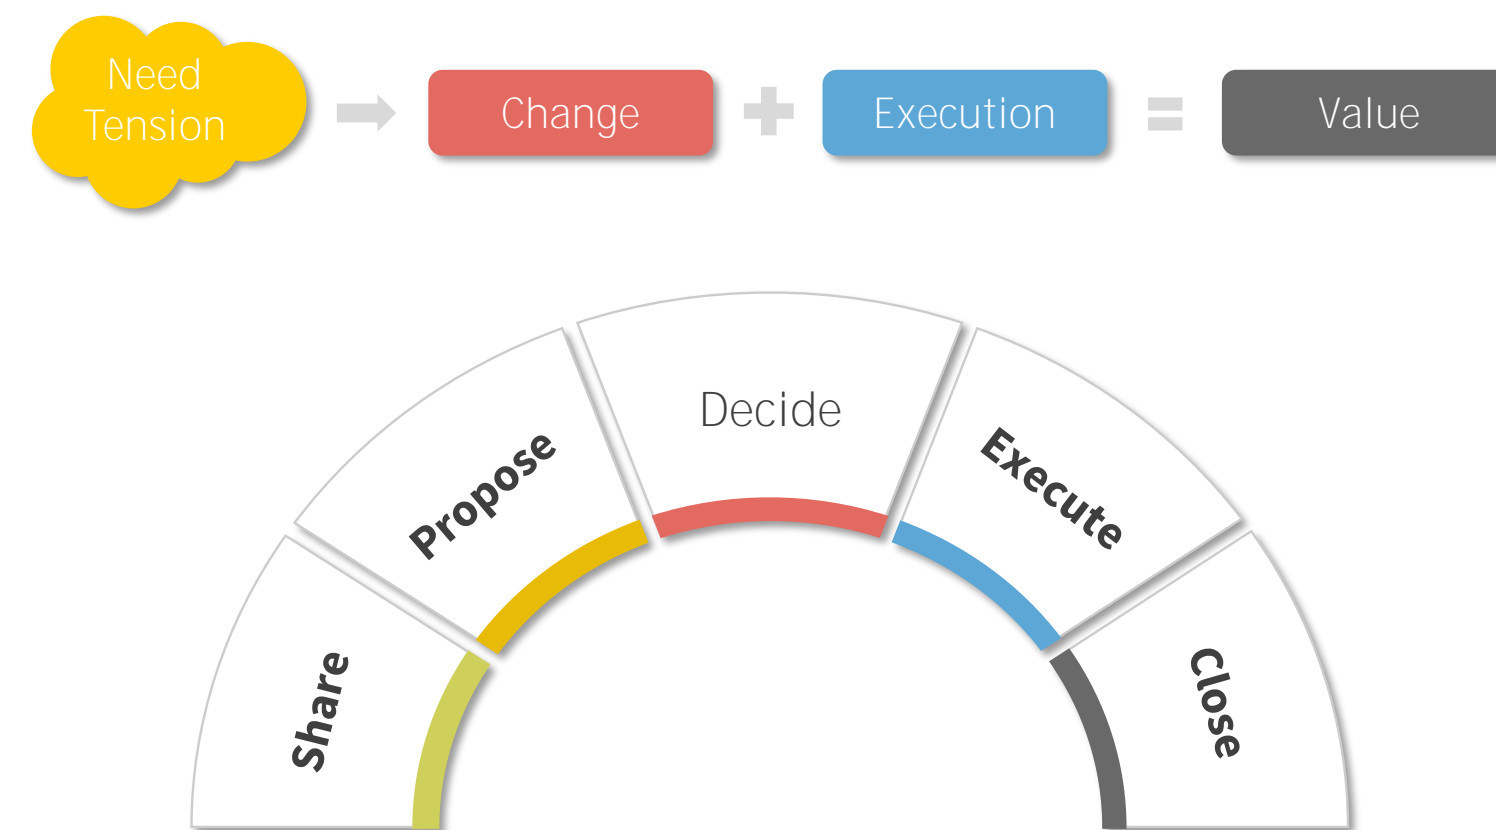 Need
Tension
Change
Execution
Value
Share
Propose
Decide
Execute
Close